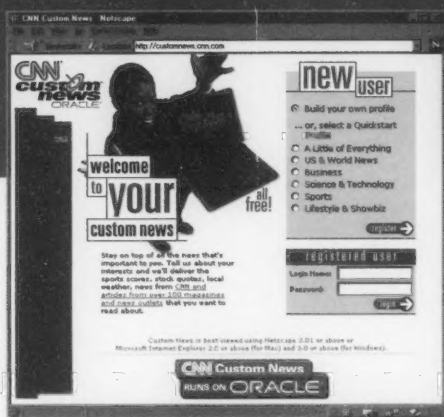 CNN Custom News - Netscape
http://customnews.cnn.com
CNN
custom
news
ORACLE
welcome
to your
custom news
all
free!
Stay on top of all the news that's
important to you. Tell us about your
interests and we'll deliver the
sports scores, stock quotes, local
weather, news from CNN and
articles from over 100 magazines
and news outlets that you want to
read about.
new
user
Build your own profile
... or, select a Quickstart
Profile
A Little of Everything
US & World News
Business
Science & Technology
Sports
Lifestyle & Showbiz
register
registered user
Login Name:
Password:
login
Custom News is best viewed using Netscape 3.01 or above or
Microsoft Internet Explorer 2.0 or above (for Mac) and 3.0 or above (for Windows).
CNN Custom News
RUNS ON ORACLE